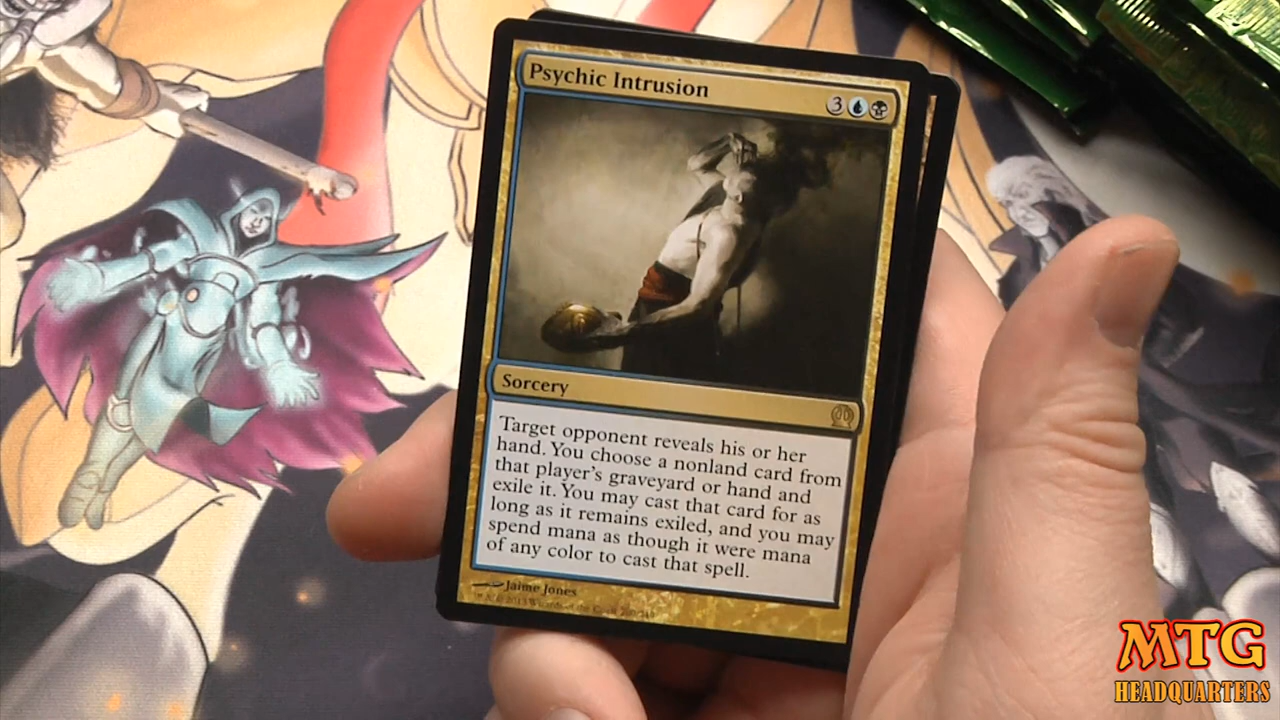 Psychic Intrusion
3
Sorcery
Target opponent reveals his or her
hand. You choose a nonland card from
that player's graveyard or hand and
exile it. You may cast that card for as
long as it remains exiled, and you may
spend mana as though it were mana
of any color to cast that spell.
Jaime Jones
MTG
HEADQUARTERS